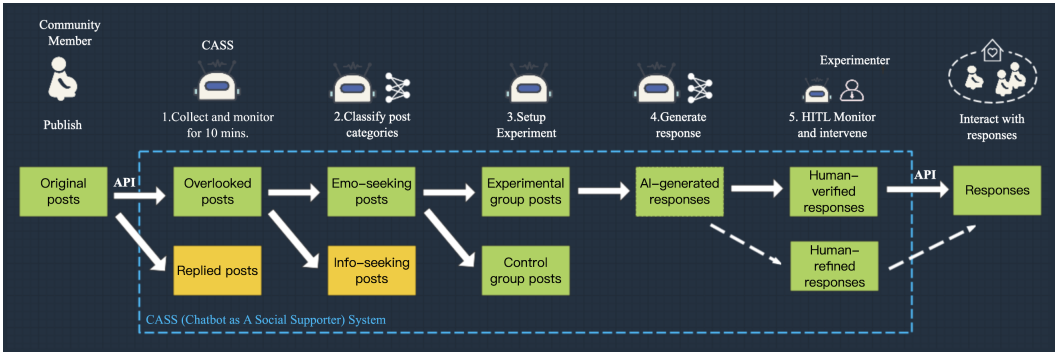 Community
Member
Publish
CASS
1.Collect and monitor
for 10 mins.
2.Classify post
categories
3.Setup
Experiment
4.Generate
response
Experimenter
5. HITL Monitor
and intervene
Interact with
responses
Original
posts
API
Overlooked
posts
Emo-seeking
posts
Experimental
group posts
AI-generated
responses
Human-
verified
responses
API
Responses
Replied posts
Info-seeking
posts
Control
group posts
Human-
refined
responses
CASS (Chatbot as A Social Supporter) System